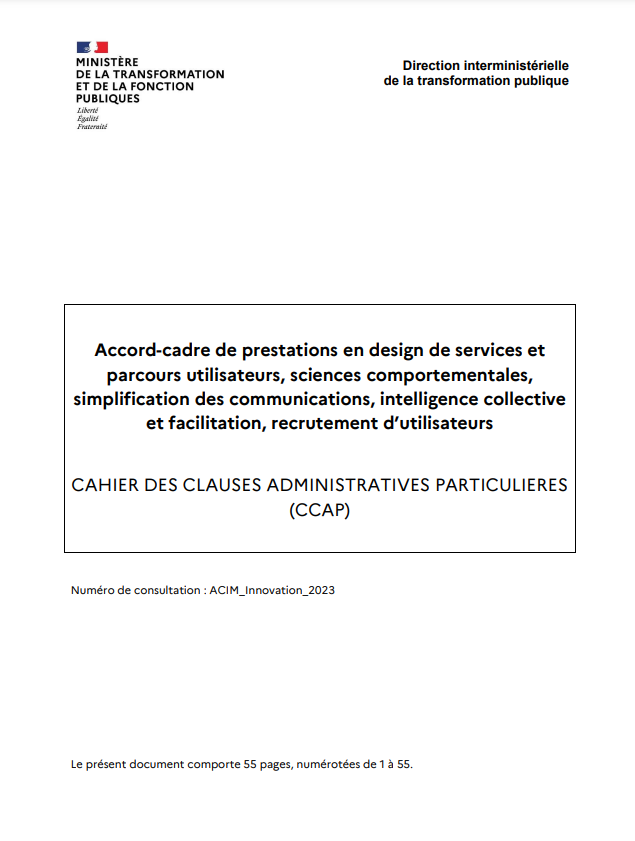 MINISTÈRE
DE LA TRANSFORMATION
ET DE LA FONCTION
PUBLIQUES
Liberté
Égalité
Fraternité
Direction interministérielle
de la transformation publique
Accord-cadre de prestations en design de services et
parcours utilisateurs, sciences comportementales,
simplification des communications, intelligence collective
et facilitation, recrutement d’utilisateurs
CAHIER DES CLAUSES ADMINISTRATIVES PARTICULIERES
(CCAP)
Numéro de consultation : ACIM_Innovation_2023
Le présent document comporte 55 pages, numérotées de 1 à 55.